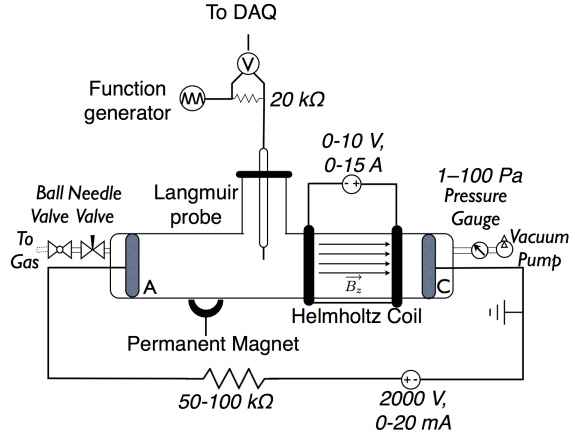 To DAQ
V
Function
generator
20 kΩ
0-10 V,
0-15 A
- +
1–100 Pa
Pressure
Gauge
Ball Needle
Valve Valve
Langmuir
probe
To
Gas
Vacuum
Pump
A
B⃗z
C
Helmholtz Coil
Permanent Magnet
50-100 kΩ
+ -
2000 V,
0-20 mA